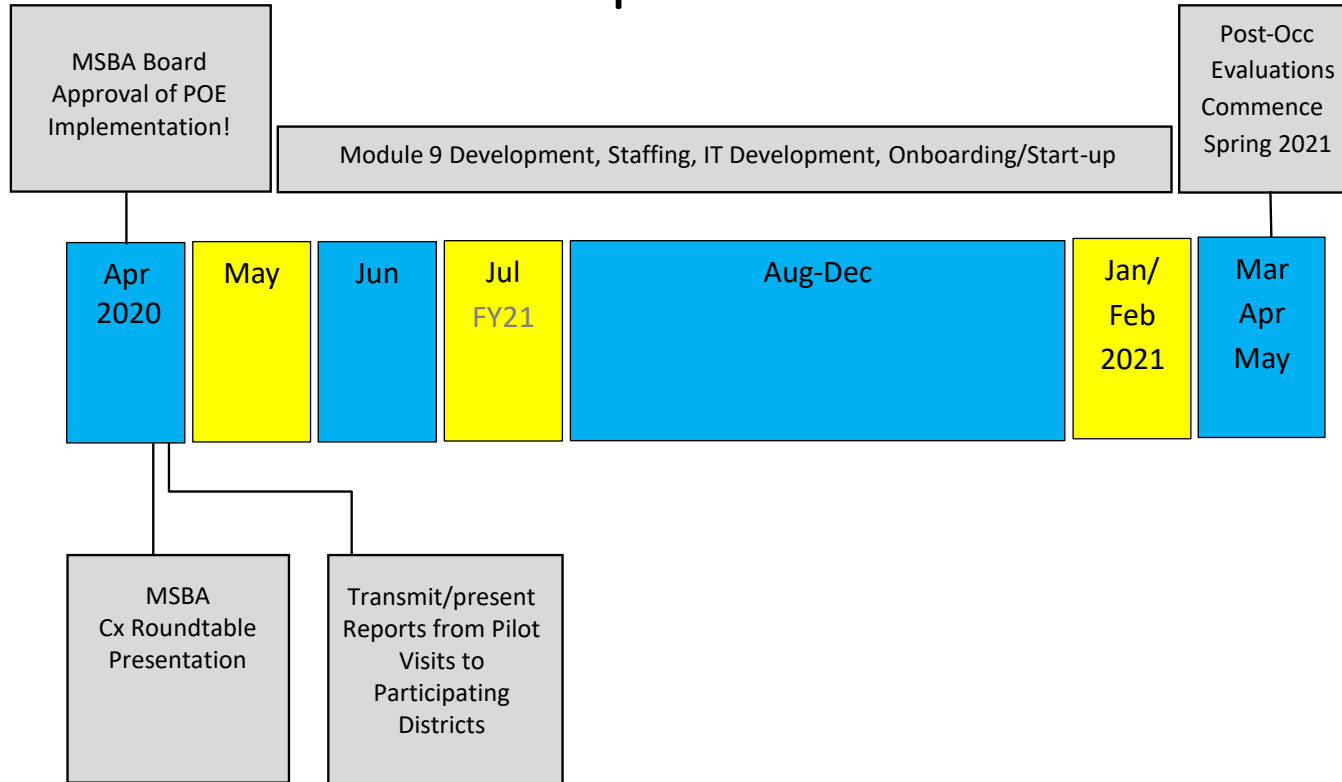 MSBA Board
Approval of POE
Implementation!
Module 9 Development, Staffing, IT Development, Onboarding/Start-up
Post-Occ
Evaluations
Commence
Spring 2021
Apr
2020
May
Jun
Jul
FY21
Aug-Dec
Jan/
Feb
2021
Mar
Apr
May
MSBA
Cx Roundtable
Presentation
Transmit/present
Reports from Pilot
Visits to
Participating
Districts